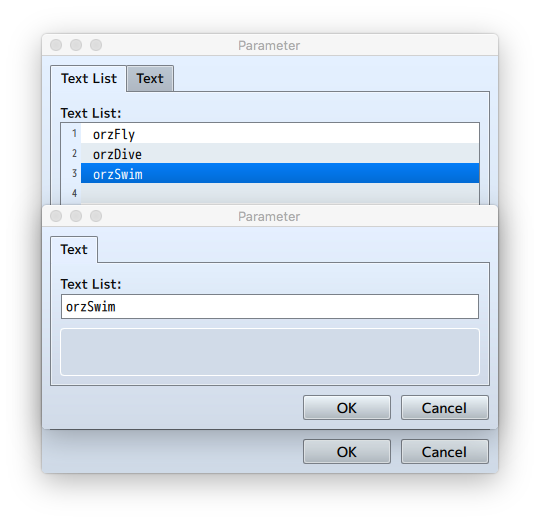 Parameter
Text List
Text
Text List:
1 orzFly
2 orzDive
3 orzSwim
4
Parameter
Text
Text List:
orzSwim
OK
Cancel
OK
Cancel